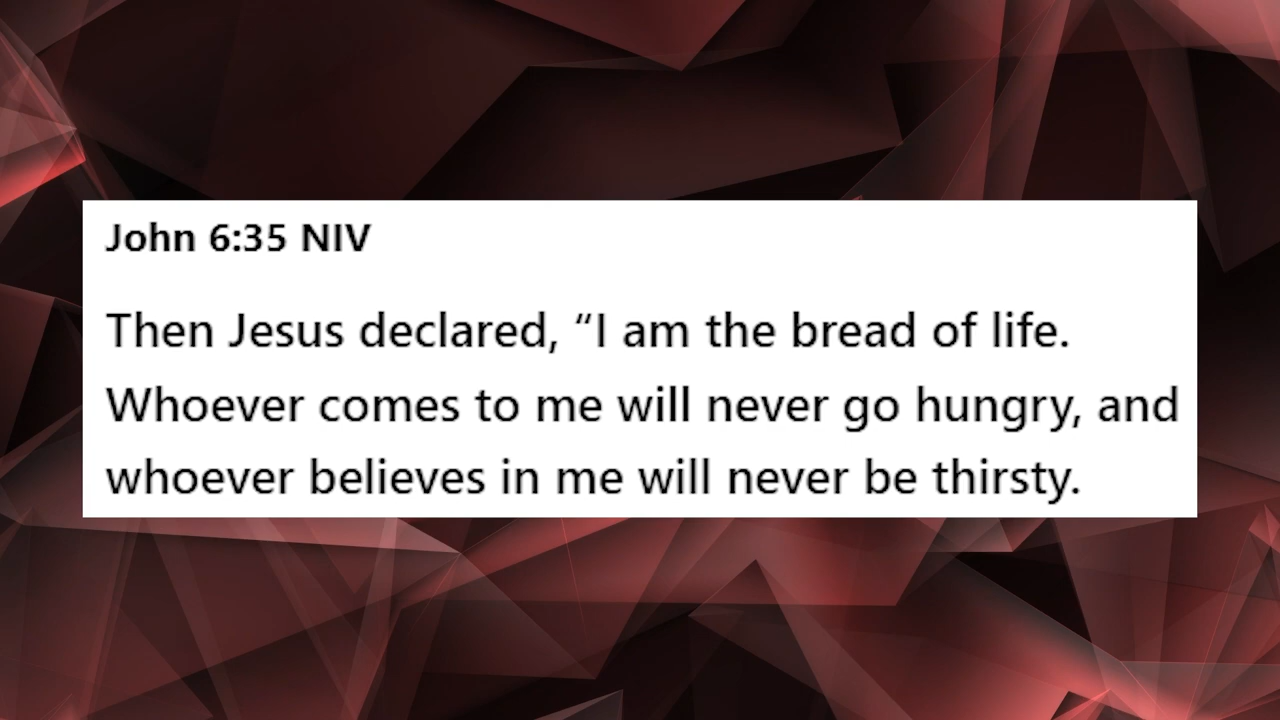 John 6:35 NIV
Then Jesus declared, “I am the bread of life.
Whoever comes to me will never go hungry, and
whoever believes in me will never be thirsty.